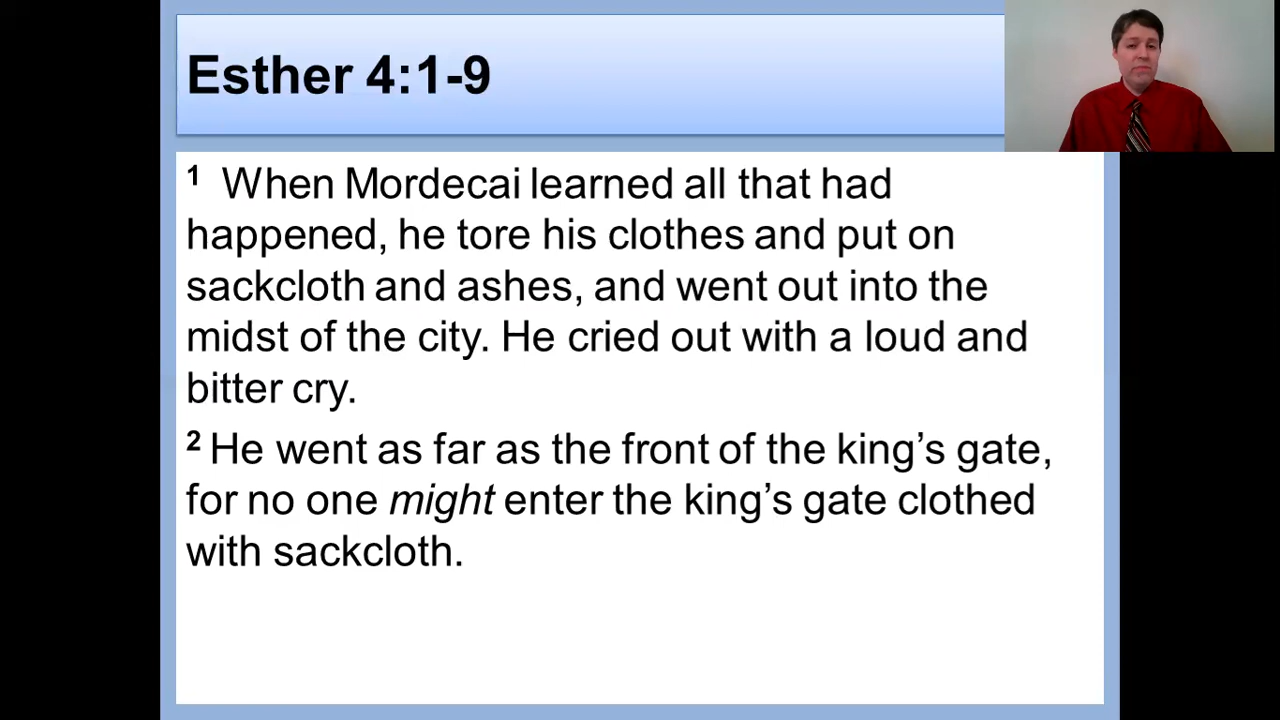 Esther 4:1-9
1 When Mordecai learned all that had
happened, he tore his clothes and put on
sackcloth and ashes, and went out into the
midst of the city. He cried out with a loud and
bitter cry.
2 He went as far as the front of the king’s gate,
for no one might enter the king’s gate clothed
with sackcloth.